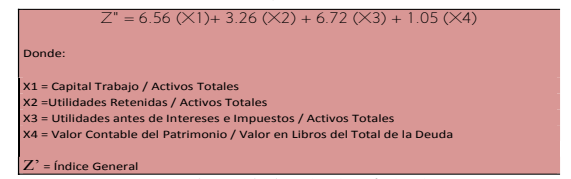 Z" = 6.56 (X1)+ 3.26 (X2) + 6.72 (X3) + 1.05 (X4)
Donde:
X1 = Capital Trabajo / Activos Totales
X2 =Utilidades Retenidas / Activos Totales
X3 = Utilidades antes de Intereses e Impuestos / Activos Totales
X4 = Valor Contable del Patrimonio / Valor en Libros del Total de la Deuda
Z’ = Índice General